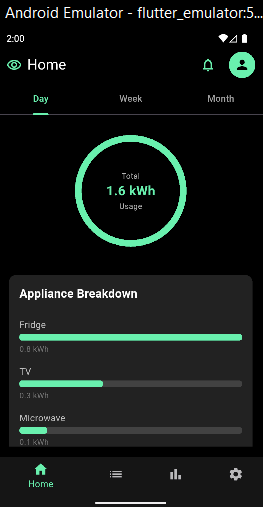 Android Emulator - flutter_emulator:5...
2:00
Home
Day Week Month
Total
1.6 kWh
Usage
Appliance Breakdown
Fridge
0.8 kWh
TV
0.3 kWh
Microwave
0.1 kWh
Home